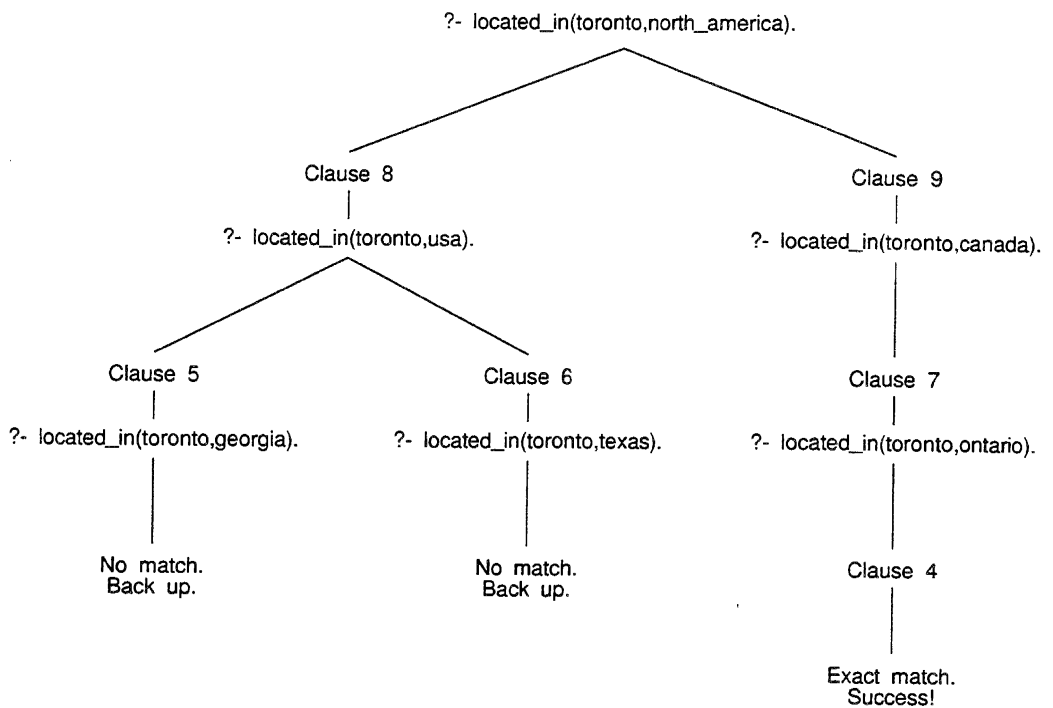 ?- located_in(toronto,north_america).
Clause 8
Clause 9
?- located_in(toronto,usa).
?- located_in(toronto,canada).
Clause 5
Clause 6
Clause 7
?- located_in(toronto,georgia).
?- located_in(toronto,texas).
?- located_in(toronto,ontario).
No match.
Back up.
No match.
Back up.
Clause 4
Exact match.
Success!